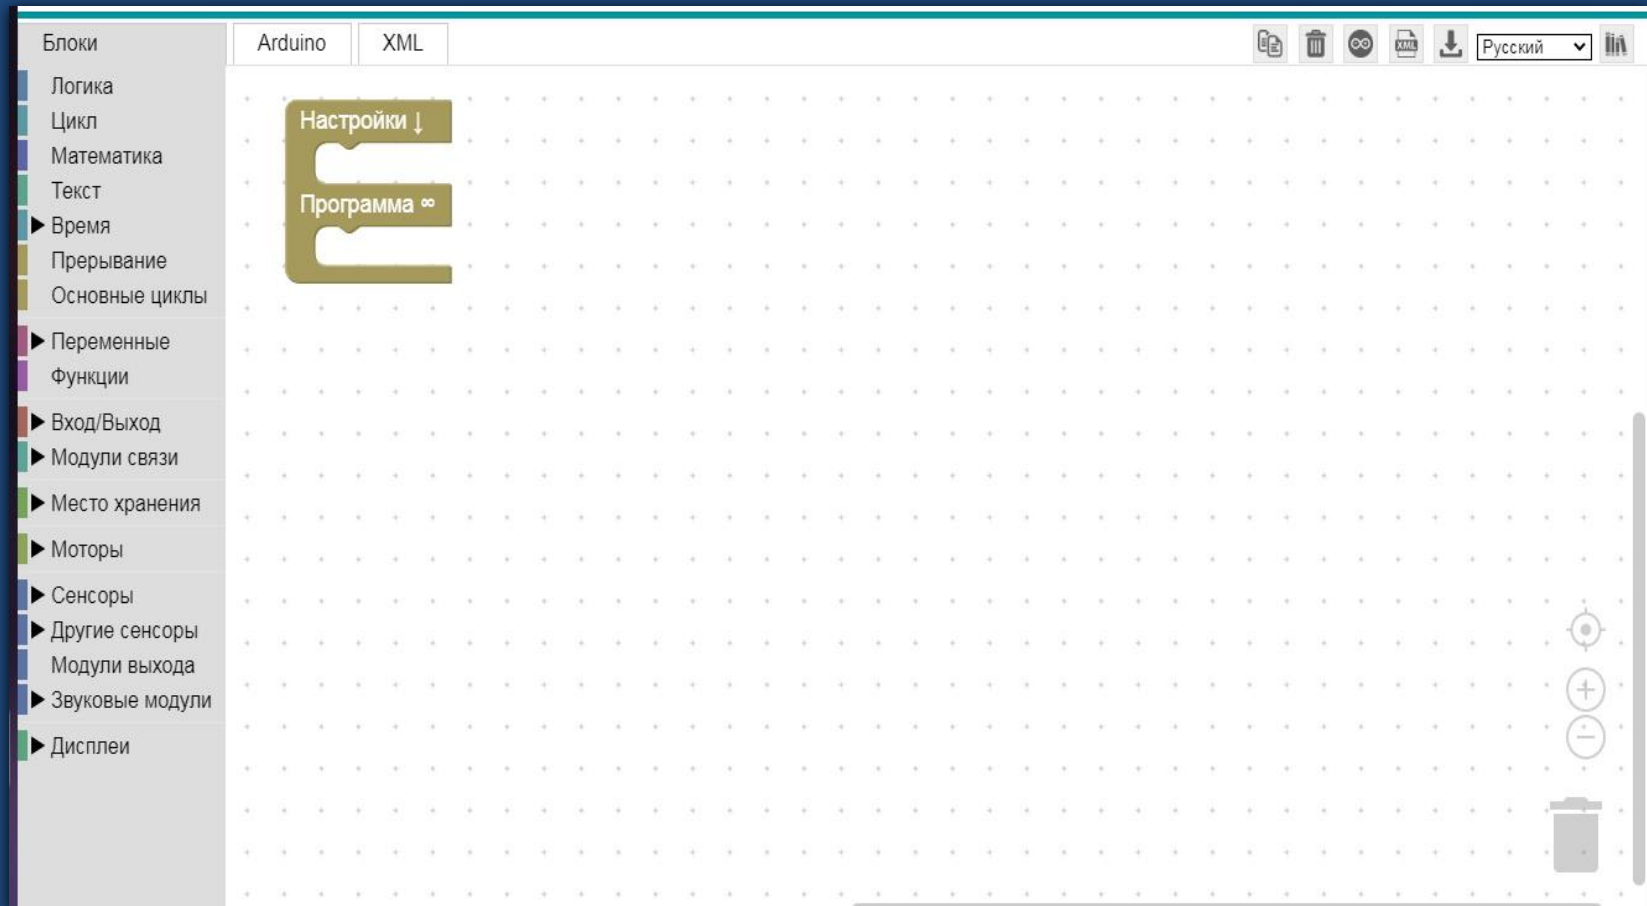 Блоки
Arduino
XML
XML
Русский
Логика
Цикл
Математика
Текст
Время
Прерывание
Основные циклы
Переменные
Функции
Вход/Выход
Модули связи
Место хранения
Моторы
Сенсоры
Другие сенсоры
Модули выхода
Звуковые модули
Дисплеи
Настройки ↓
Программа ∞